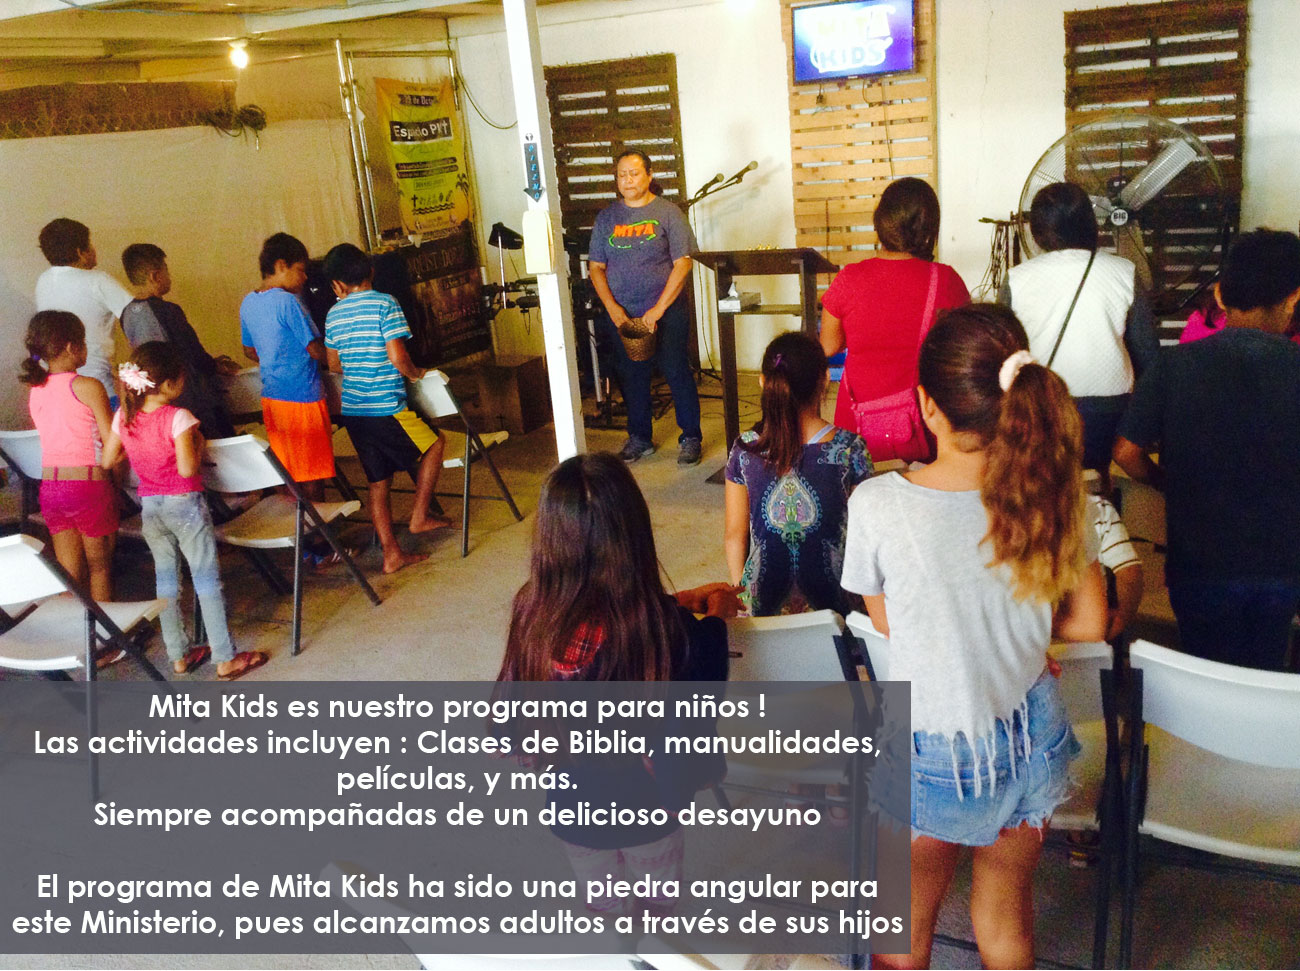 MITA
KIDS
Espacio
MITA
BIG
Mita Kids es nuestro programa para niños !
Las actividades incluyen : Clases de Biblia, manualidades,
películas, y más.
Siempre acompañadas de un delicioso desayuno
El programa de Mita Kids ha sido una piedra angular para
este Ministerio, pues alcanzamos adultos a través de sus hijos